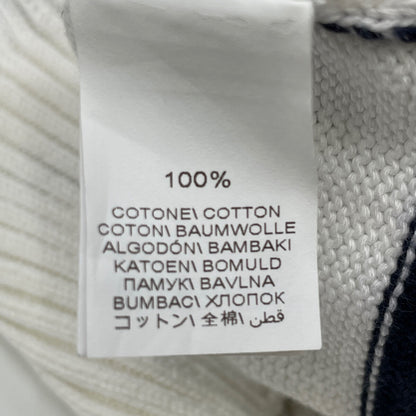 100%
COTONE\ COTTON
COTON\ BAUMWOLLE
ALGODÓN\ BAMBAKI
KATOEN\ BOMULD
ПАМУК\ BAVLNA
BUMBAC\ ХЛОПОК
コットン\ 全棉\ قطن